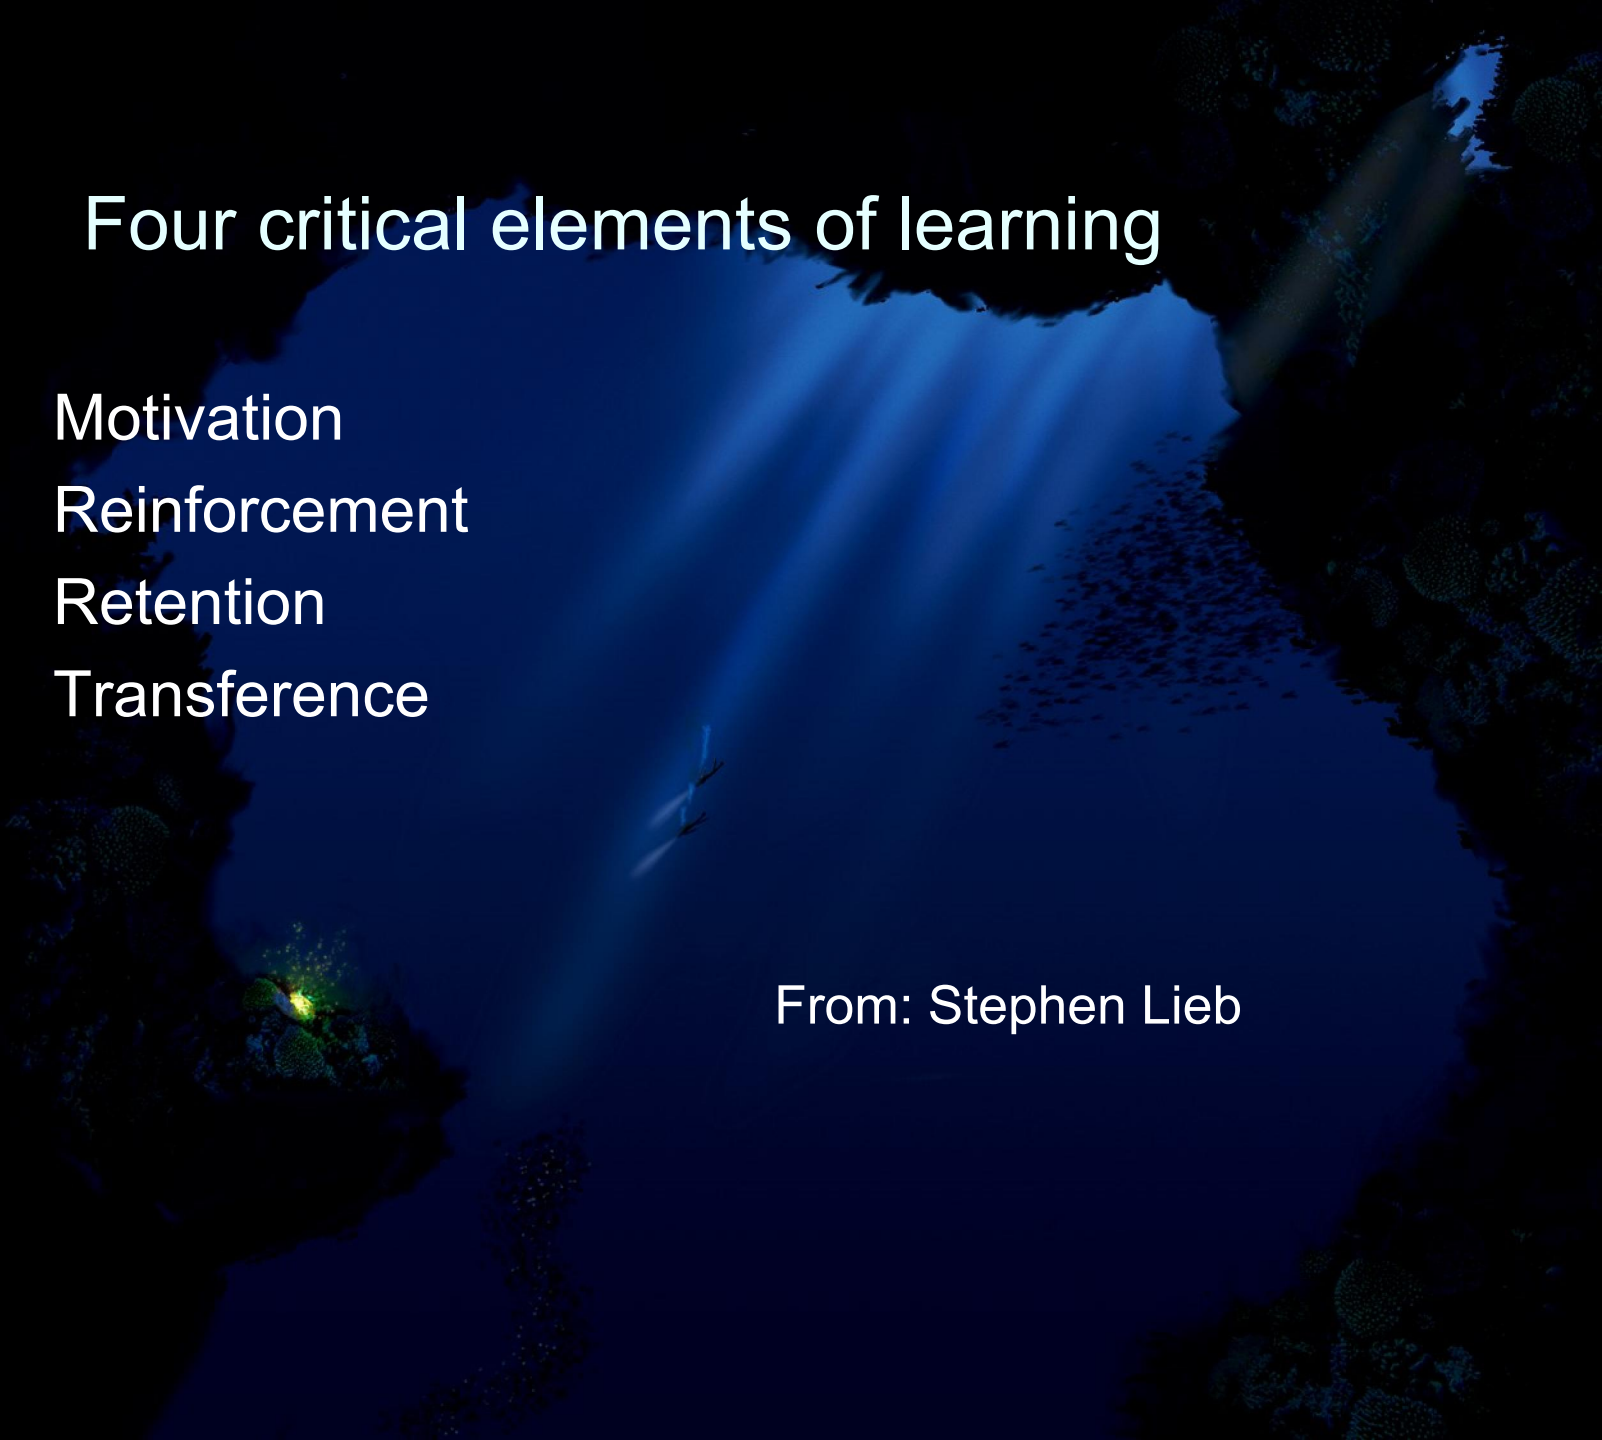 Four critical elements of learning
Motivation
Reinforcement
Retention
Transference
From: Stephen Lieb